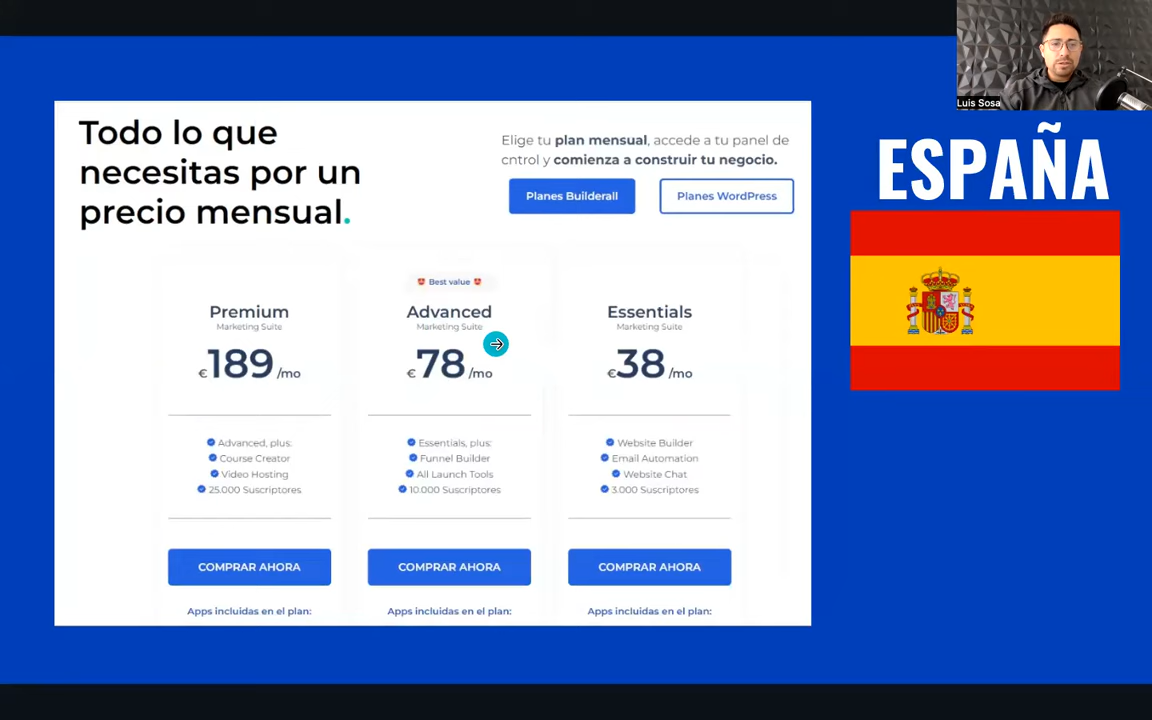 Luis Sosa
ESPAÑA
Todo lo que
necesitas por un
precio mensual.
Elige tu plan mensual, accede a tu panel de
cntrol y comienza a construir tu negocio.
Planes Builderall
Planes WordPress
Premium
Marketing Suite
€189/mo
Advanced, plus:
Course Creator
Video Hosting
25.000 Suscriptores
COMPRAR AHORA
Apps incluidas en el plan:
Best value
Advanced
Marketing Suite
€78/mo
Essentials, plus:
Funnel Builder
All Launch Tools
10.000 Suscriptores
COMPRAR AHORA
Apps incluidas en el plan:
Essentials
Marketing Suite
€38/mo
Website Builder
Email Automation
Website Chat
3.000 Suscriptores
COMPRAR AHORA
Apps incluidas en el plan: